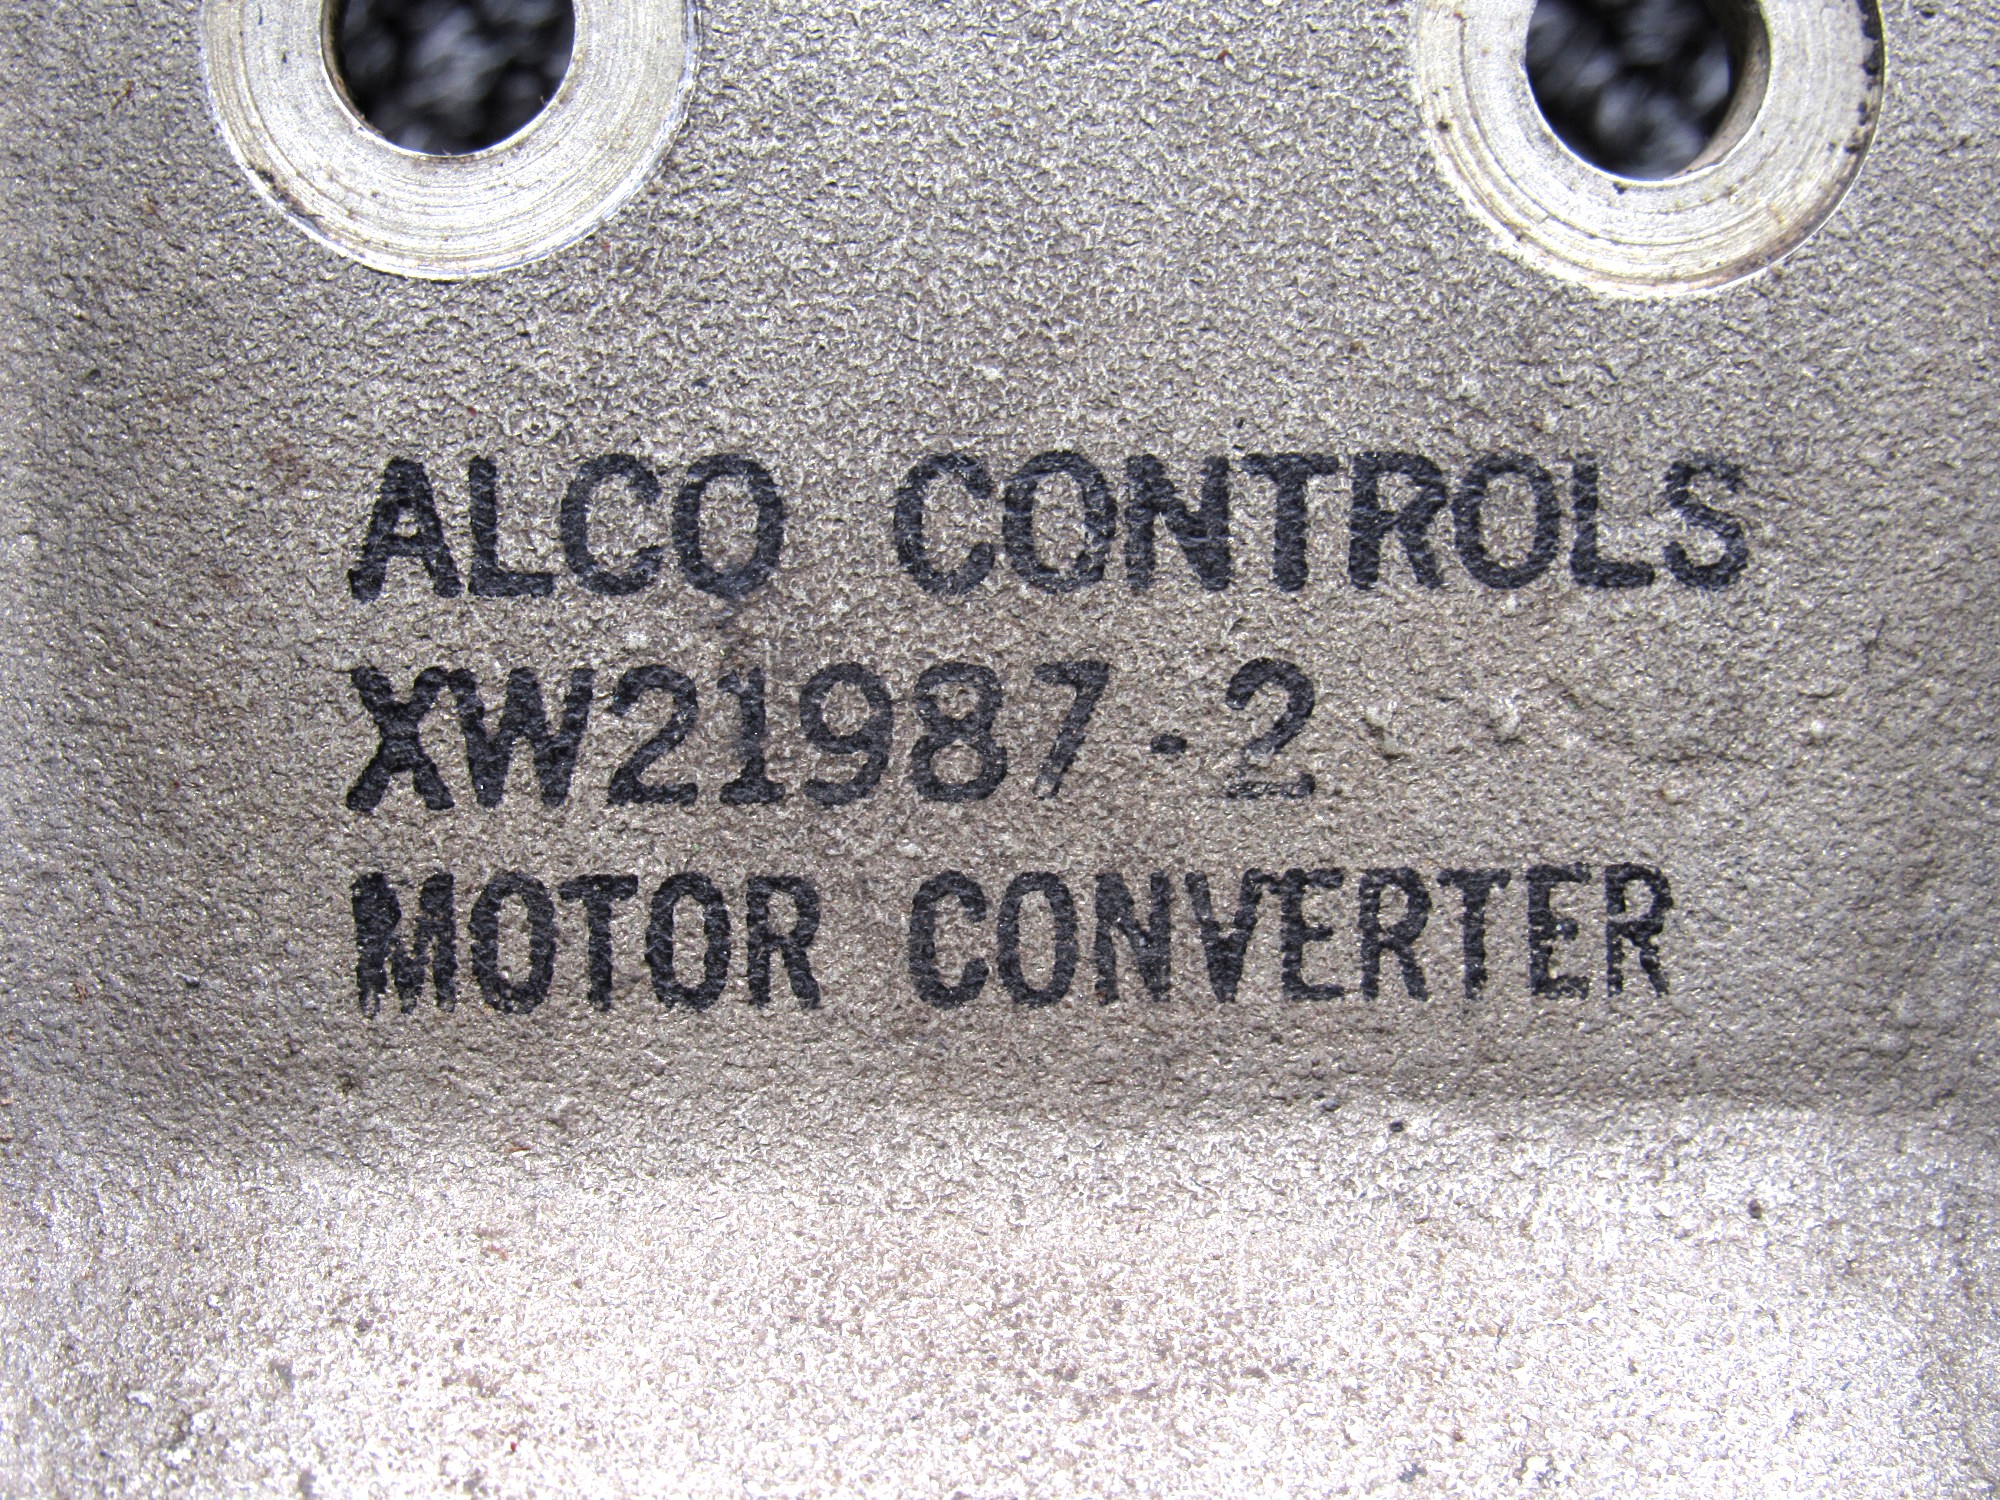 ALCO CONTROLS
XW21987-2
MOTOR CONVERTER